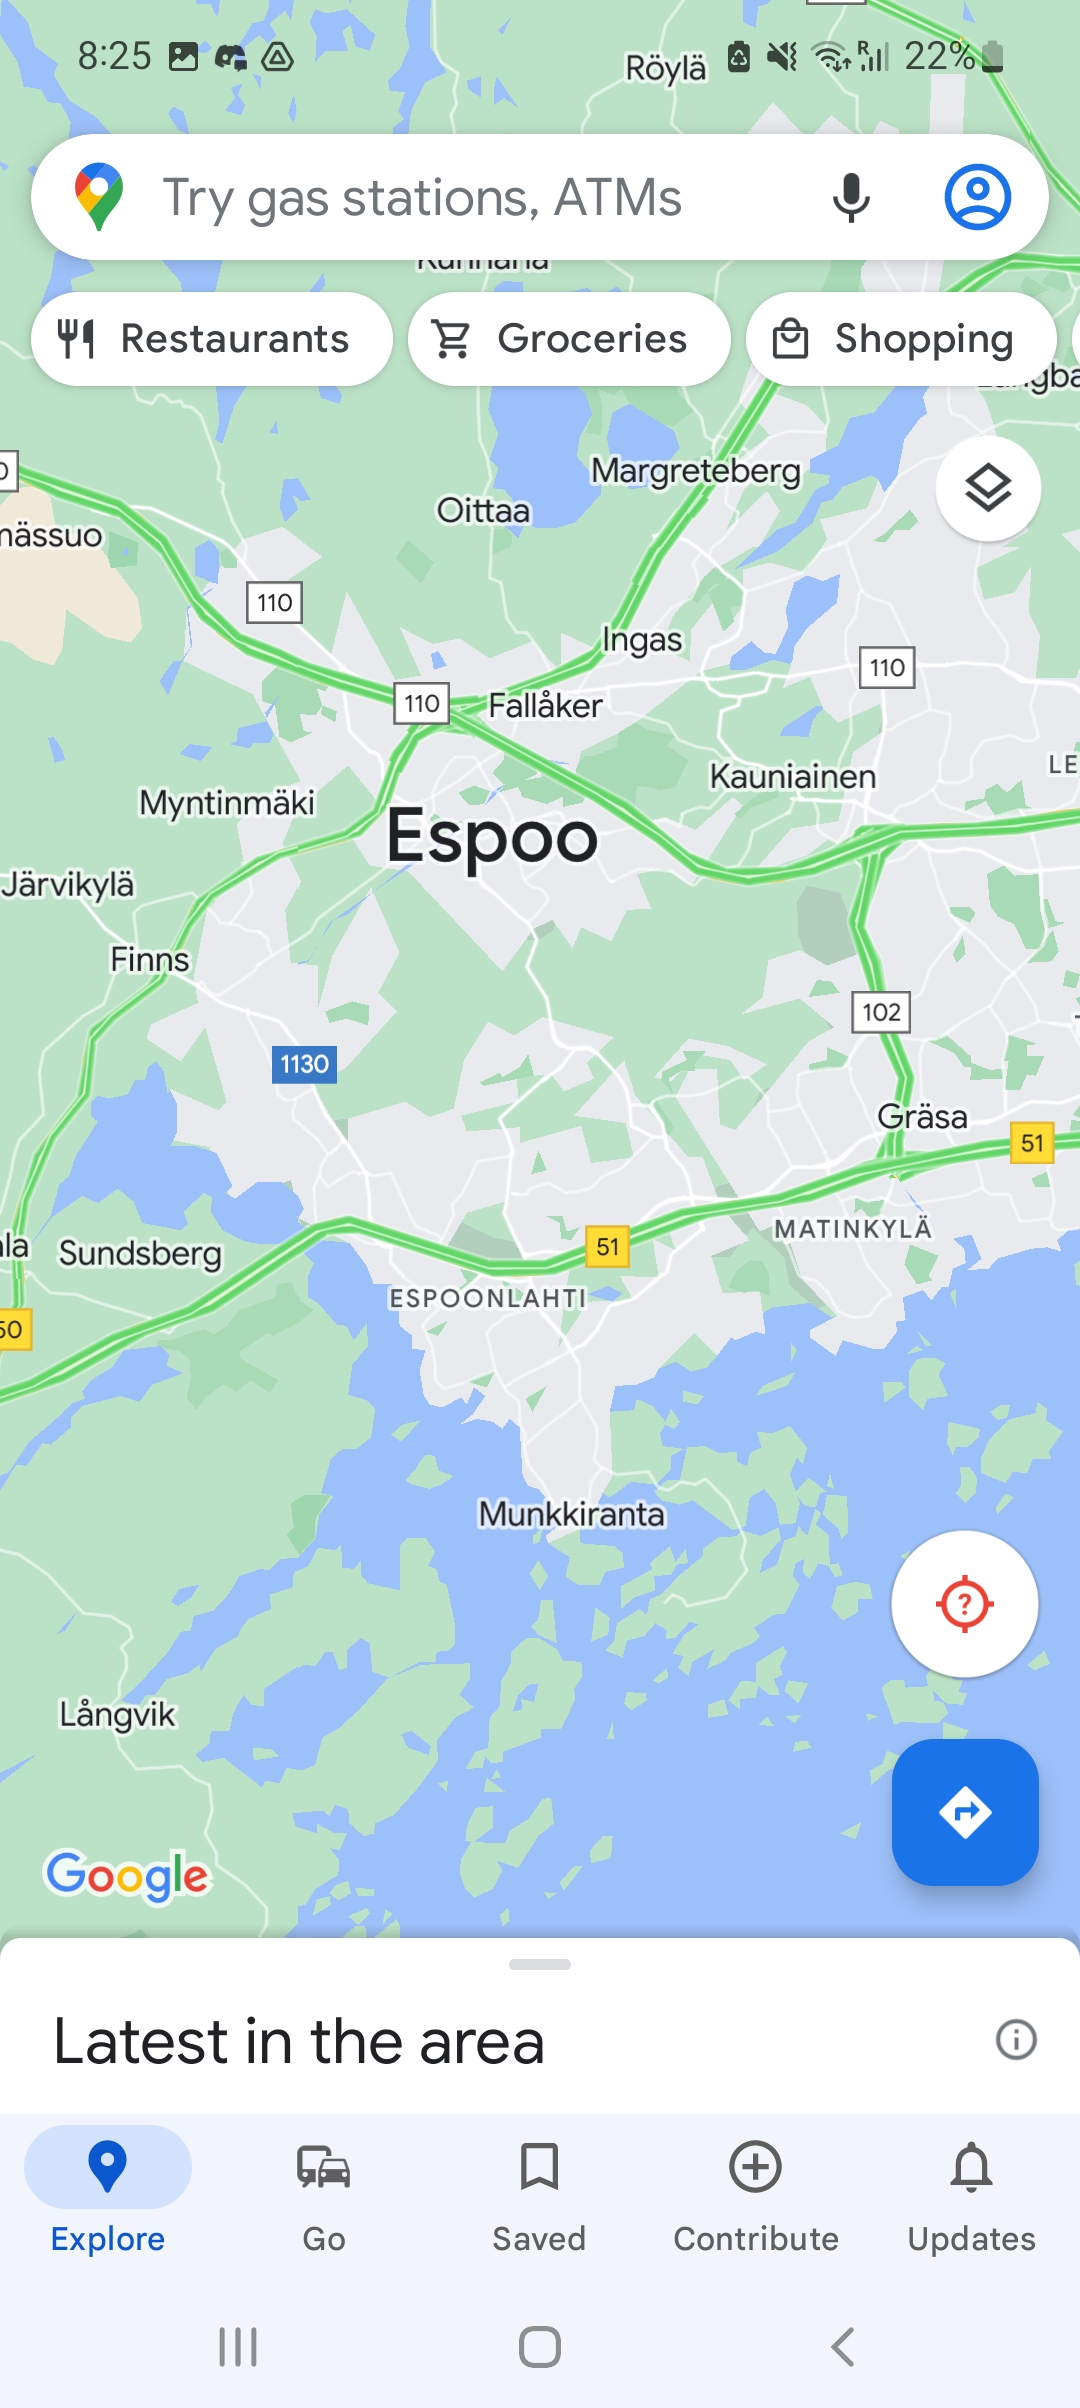 8:25
R
22%
Röylä
Try gas stations, ATMs
Restaurants
Groceries
Shopping
Margreteberg
Oittaa
110
Ingas
110
110
Fallåker
Kauniainen
Myntinmäki
Espoo
Järvikylä
Finns
102
1130
Gräsa
51
MATINKYLÄ
51
Sundsberg
ESPOONLAHTI
Munkkiranta
?
Långvik
Google
Latest in the area
Explore
Go
Saved
Contribute
Updates